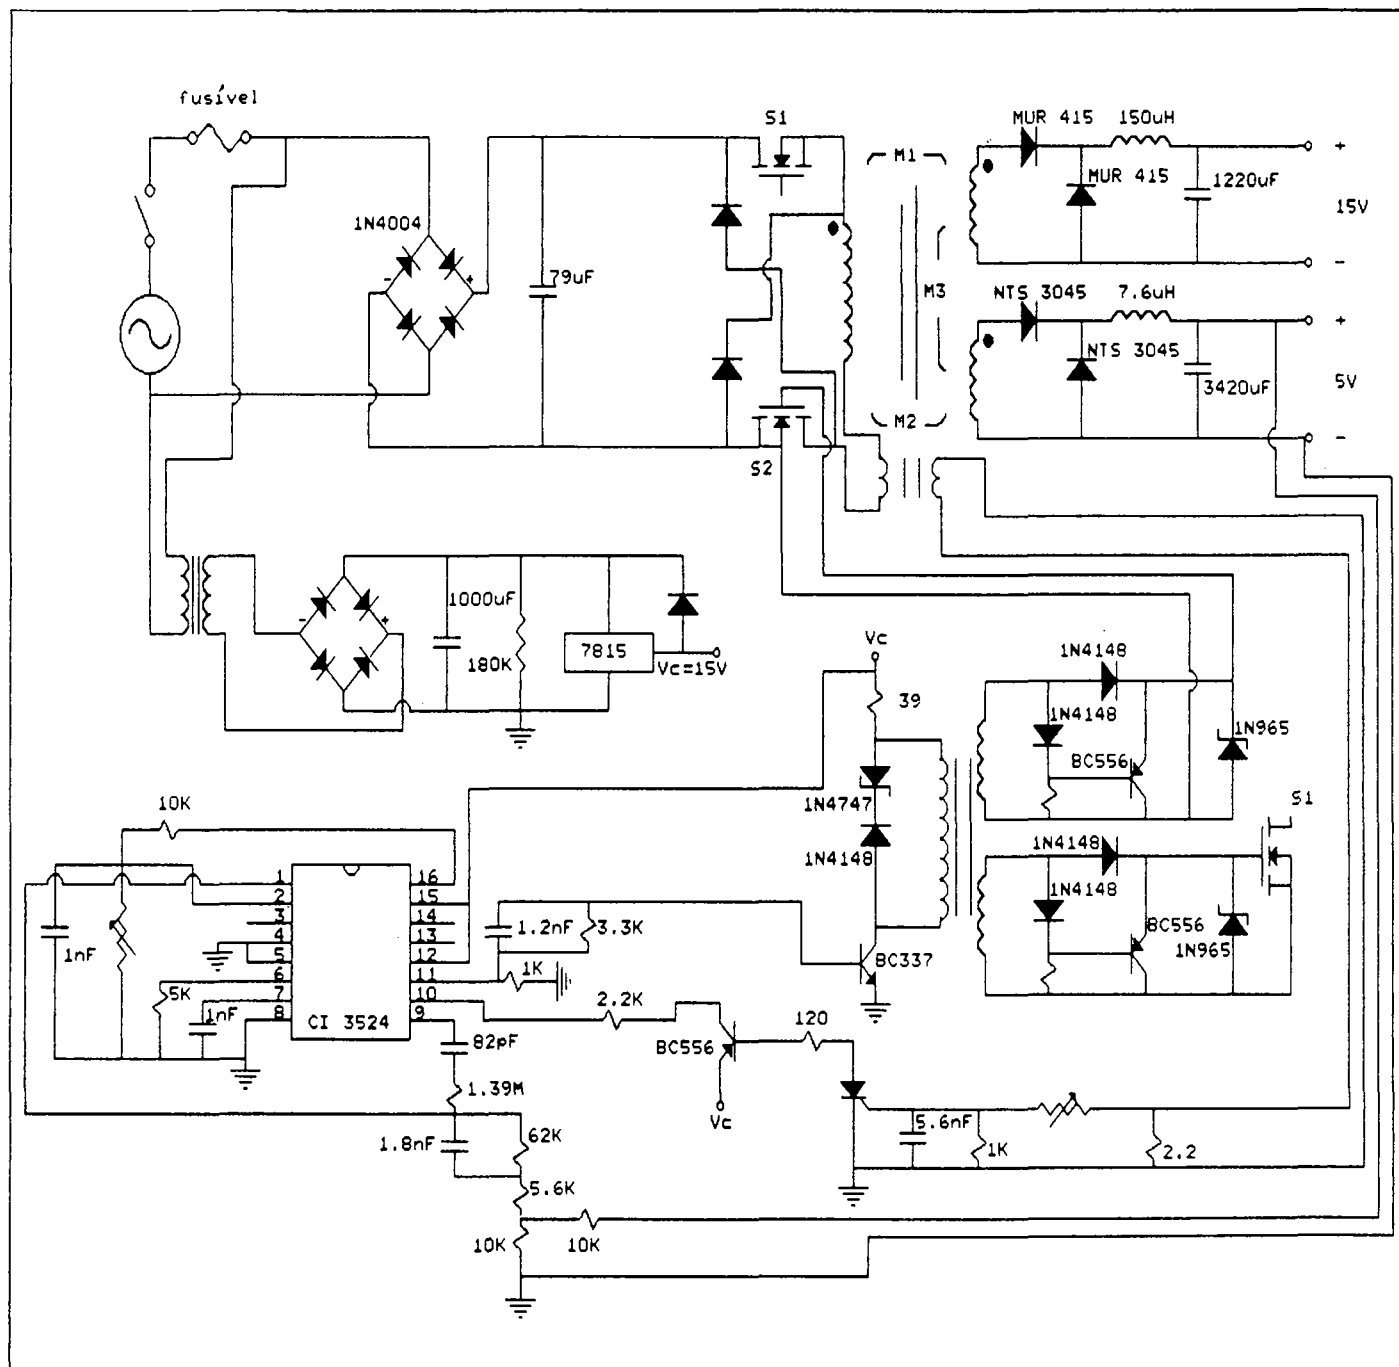 fusível
S1
MUR 415
150uH
+
M1
MUR 415
1220uF
15V
1N4004
-
+
79uF
-
M3
NTS 3045
7.6uH
+
NTS 3045
3420uF
5V
M2
-
S2
1000uF
180K
-
+
7815
Vc=15V
Vc
39
1N4148
1N4148
1N965
BC556
1N4747
S1
10K
1N4148
1N4148
1N4148
BC556
1N965
1
2
3
4
5
6
7
8
16
15
14
13
12
11
10
9
CI 3524
1nF
5K
1nF
1.2nF
3.3K
BC337
1K
2.2K
120
BC556
82pF
1.39M
Vc
5.6nF
1K
2.2
1.8nF
62K
5.6K
10K
10K